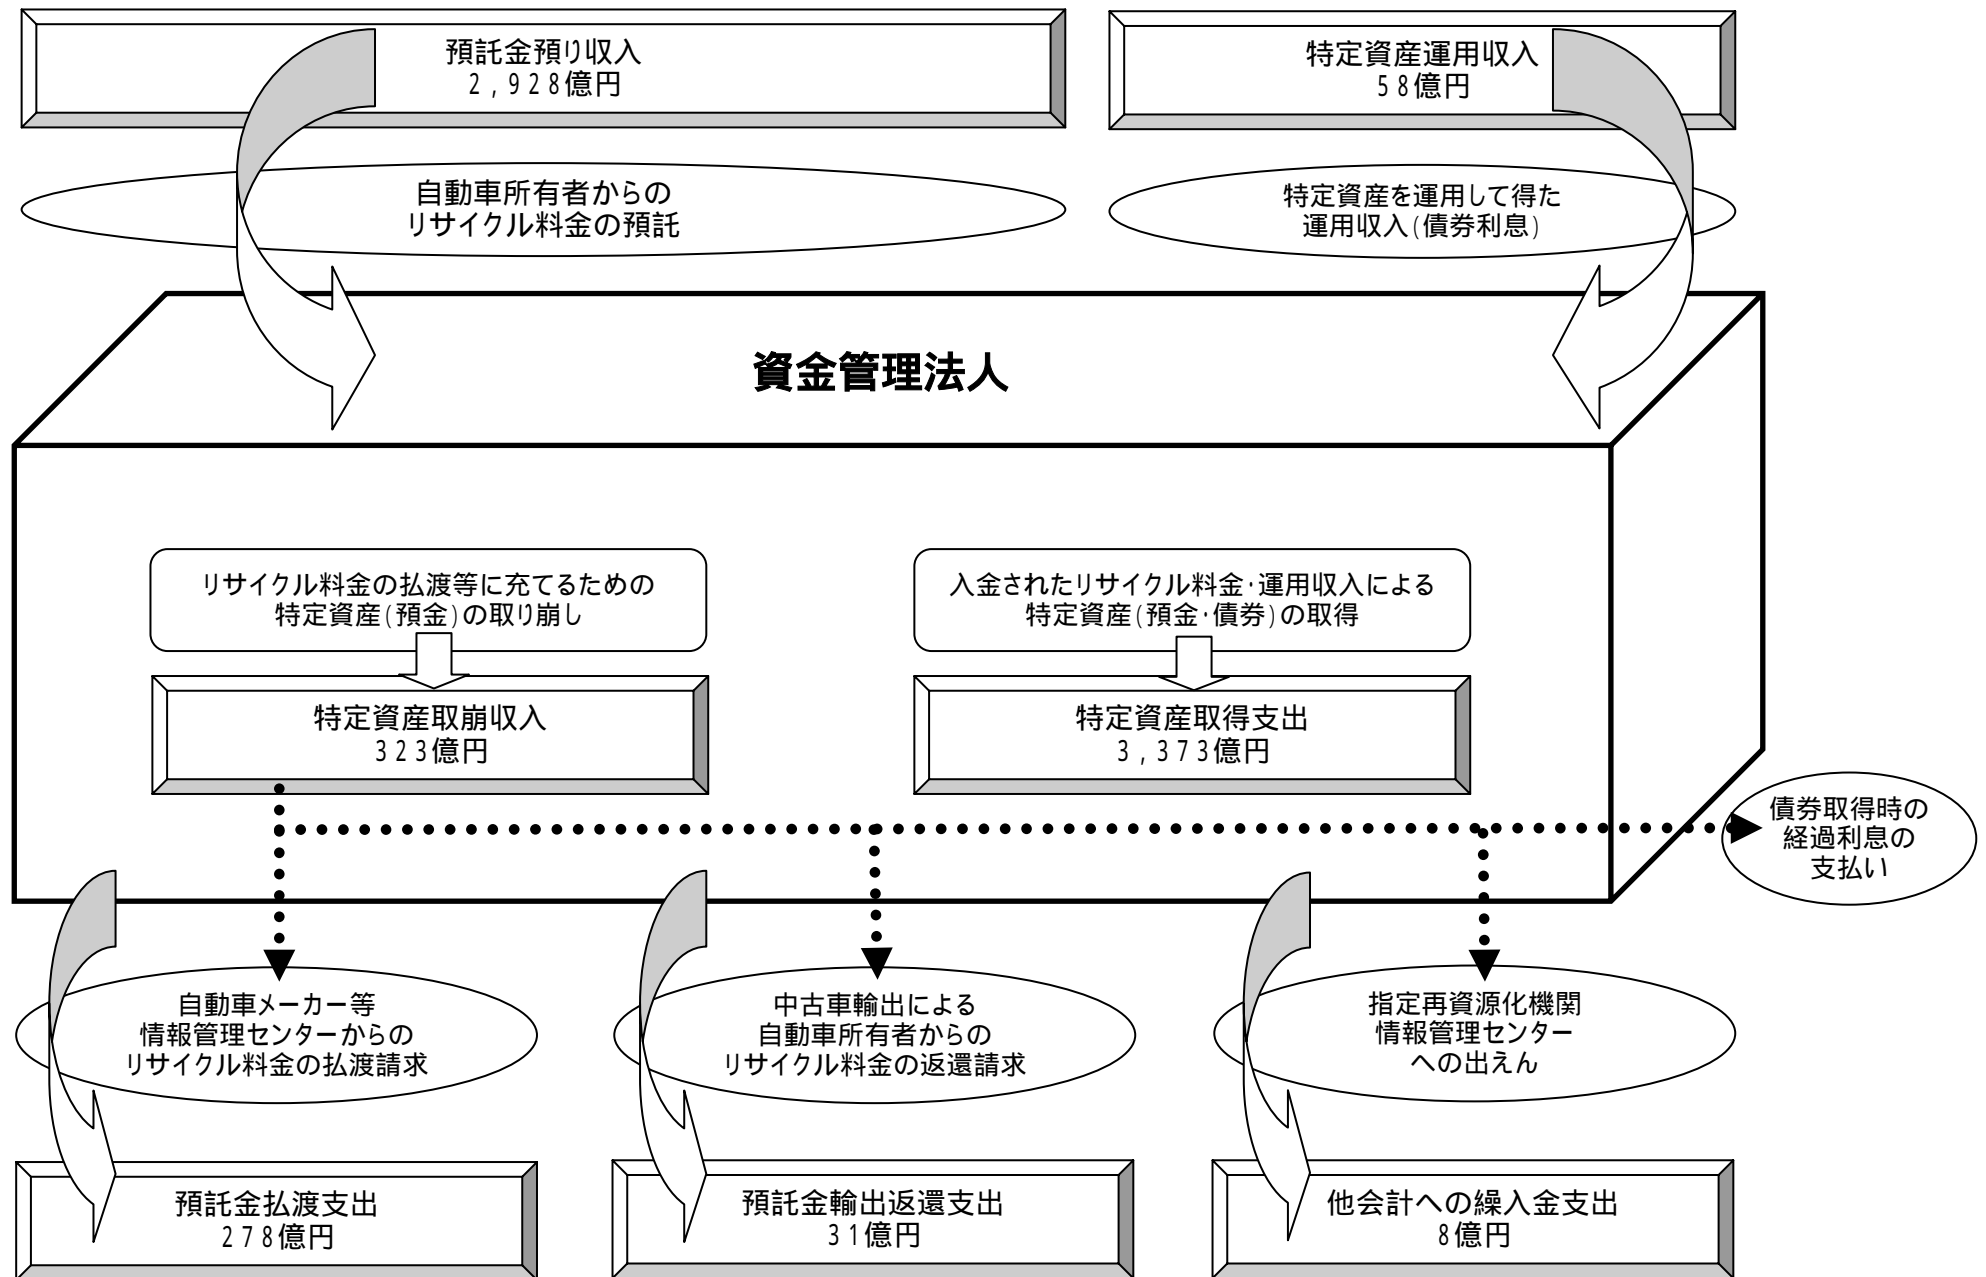 預託金預り収入
2,928億円
特定資産運用収入
58億円
自動車所有者からの
リサイクル料金の預託
特定資産を運用して得た
運用収入(債券利息)
資金管理法人
リサイクル料金の払渡等に充てるための
特定資産(預金)の取り崩し
入金されたリサイクル料金・運用収入による
特定資産(預金・債券)の取得
特定資産取崩収入
323億円
特定資産取得支出
3,373億円
債券取得時の
経過利息の
支払い
自動車メーカー等
情報管理センターからの
リサイクル料金の払渡請求
中古車輸出による
自動車所有者からの
リサイクル料金の返還請求
指定再資源化機関
情報管理センター
への出えん
預託金払渡支出
278億円
預託金輸出返還支出
31億円
他会計への繰入金支出
8億円